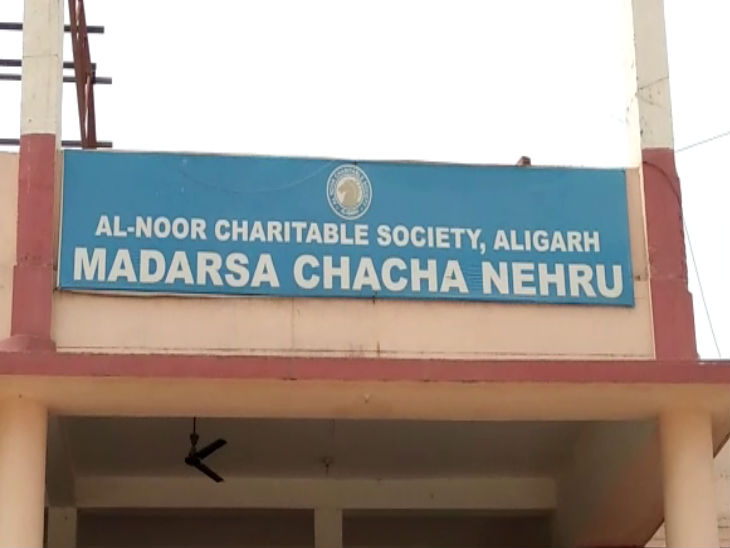 AL-NOOR CHARITABLE SOCIETY, ALIGARH
MADARSA CHACHA NEHRU